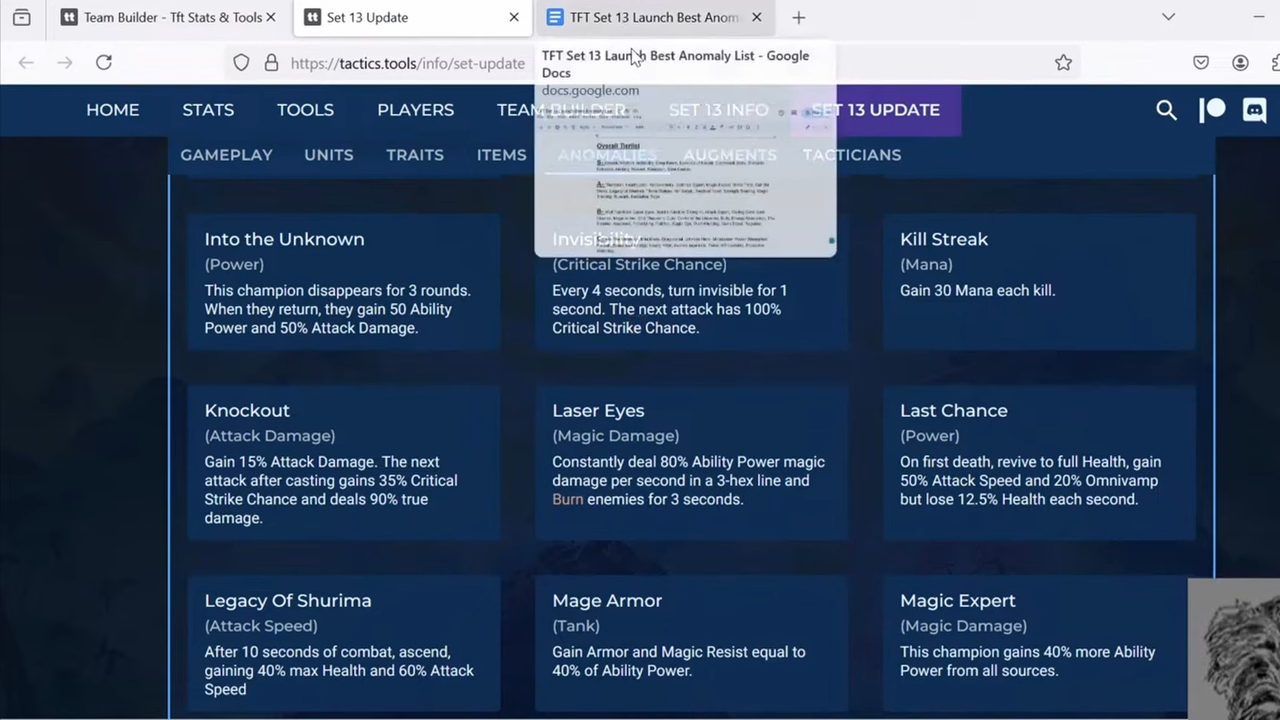 Team Builder - Tft Stats & Tools
Set 13 Update
TFT Set 13 Launch Best Anom
https://tactics.tools/info/set-update
TFT Set 13 Launch Best Anomaly List - Google
Docs
docs.google.com
HOME
STATS
TOOLS
PLAYERS
TEAM BUILDER
SET 13 INFO
SET 13 UPDATE
GAMEPLAY
UNITS
TRAITS
ITEMS
ANOMALIES
AUGMENTS
TACTICIANS
Overall Tierlist
Into the Unknown
(Power)
This champion disappears for 3 rounds.
When they return, they gain 50 Ability
Power and 50% Attack Damage.
Invisibility
(Critical Strike Chance)
Every 4 seconds, turn invisible for 1
second. The next attack has 100%
Critical Strike Chance.
Kill Streak
(Mana)
Gain 30 Mana each kill.
Knockout
(Attack Damage)
Gain 15% Attack Damage. The next
attack after casting gains 35% Critical
Strike Chance and deals 90% true
damage.
Laser Eyes
(Magic Damage)
Constantly deal 80% Ability Power magic
damage per second in a 3-hex line and
Burn enemies for 3 seconds.
Last Chance
(Power)
On first death, revive to full Health, gain
50% Attack Speed and 20% Omnivamp
but lose 12.5% Health each second.
Legacy Of Shurima
(Attack Speed)
After 10 seconds of combat, ascend,
gaining 40% max Health and 60% Attack
Speed
Mage Armor
(Tank)
Gain Armor and Magic Resist equal to
40% of Ability Power.
Magic Expert
(Magic Damage)
This champion gains 40% more Ability
Power from all sources.